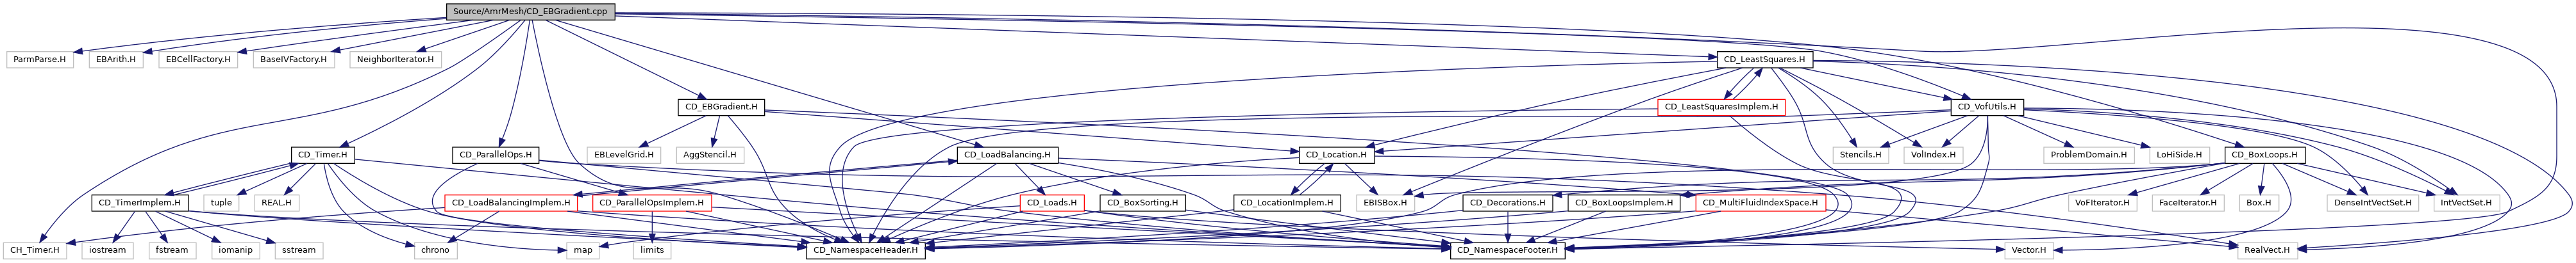 Source/AmrMesh/CD_EBGradient.cpp
ParmParse.H
EBArith.H
EBCellFactory.H
BaseIVFactory.H
NeighborIterator.H
CD_LeastSquares.H
CD_EBGradient.H
CD_LeastSquaresImplem.H
CD_VofUtils.H
CD_Timer.H
CD_ParallelOps.H
EBLevelGrid.H
AggStencil.H
CD_LoadBalancing.H
CD_Location.H
Stencils.H
VolIndex.H
ProblemDomain.H
LoHiSide.H
CD_BoxLoops.H
CD_TimerImplem.H
tuple
REAL.H
CD_LoadBalancingImplem.H
CD_ParallelOpsImplem.H
CD_Loads.H
CD_BoxSorting.H
CD_LocationImplem.H
EBISBox.H
CD_Decorations.H
CD_BoxLoopsImplem.H
CD_MultiFluidIndexSpace.H
VoFIterator.H
FaceIterator.H
Box.H
DenseIntVectSet.H
IntVectSet.H
CH_Timer.H
iostream
fstream
iomanip
sstream
chrono
map
limits
CD_NamespaceHeader.H
CD_NamespaceFooter.H
Vector.H
RealVect.H